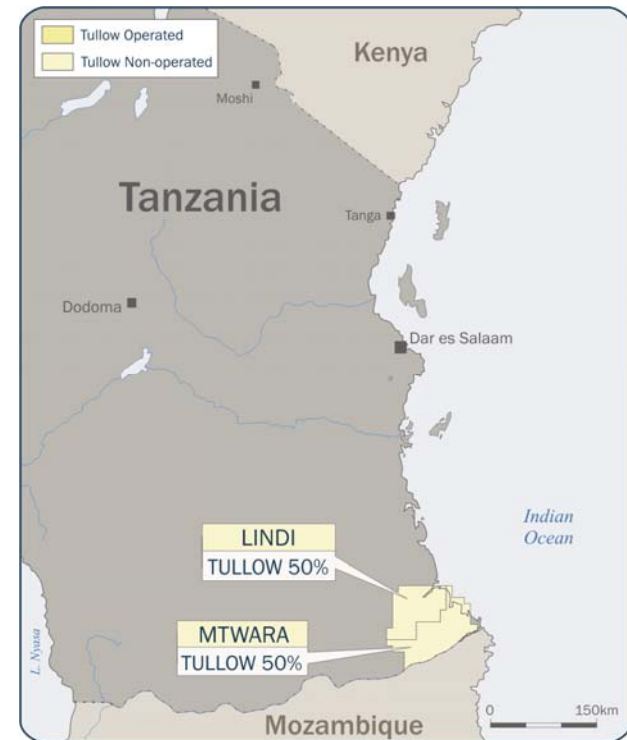 Tullow Operated
Tullow Non-operated
Kenya
Moshi
Tanzania
Tanga
Dodoma
Dar es Salaam
Indian
Ocean
LINDI
TULLOW 50%
MTWARA
TULLOW 50%
L. Nyasa
0 150km
Mozambique